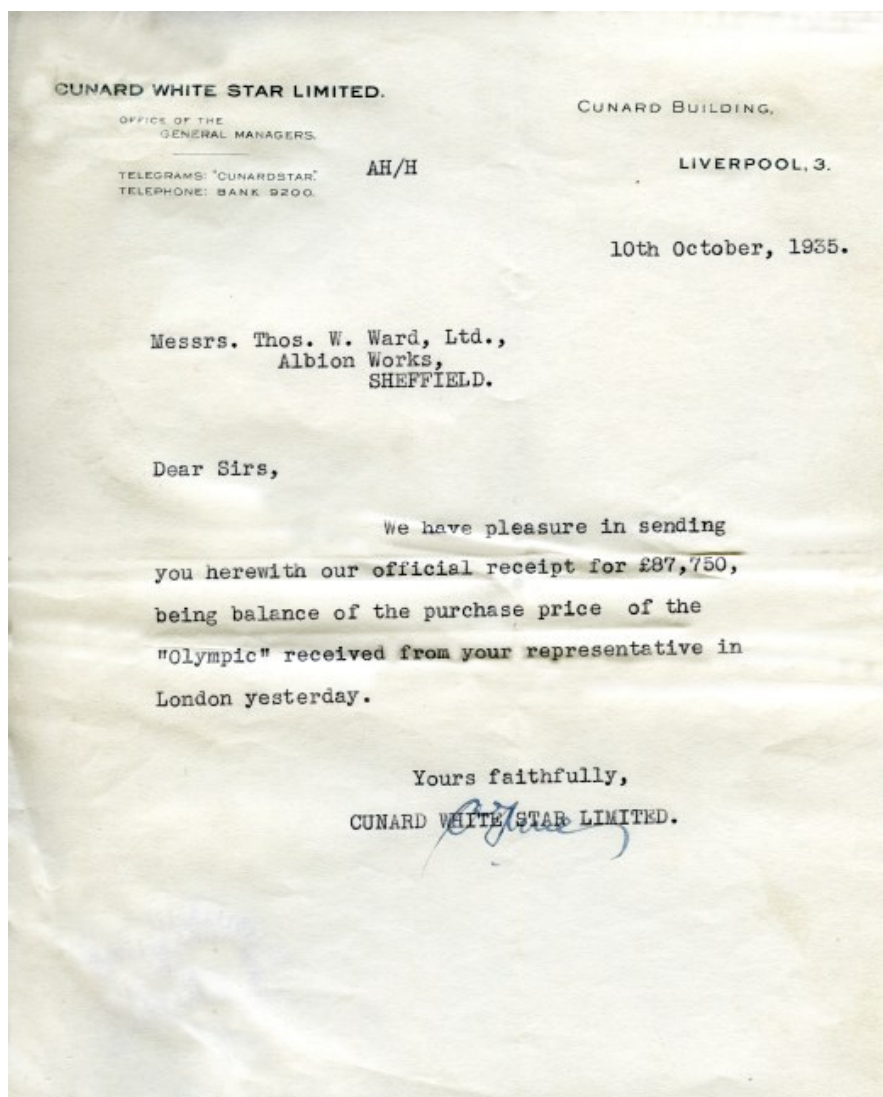 CUNARD WHITE STAR LIMITED.
OFFICE OF THE
GENERAL MANAGERS.
TELEGRAMS: "CUNARDSTAR."
TELEPHONE: BANK 9200.
AH/H
CUNARD BUILDING,
LIVERPOOL, 3.
10th October, 1935.
Messrs. Thos. W. Ward, Ltd.,
Albion Works,
SHEFFIELD.
Dear Sirs,
We have pleasure in sending
you herewith our official receipt for £87,750,
being balance of the purchase price of the
"Olympic" received from your representative in
London yesterday.
Yours faithfully,
CUNARD WHITE STAR LIMITED.